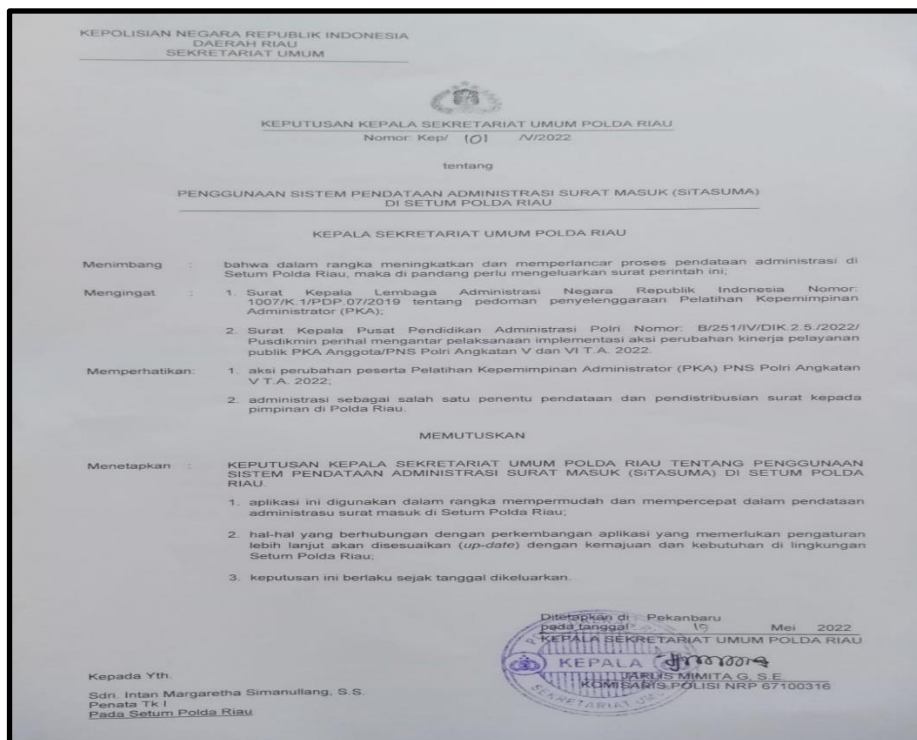 KEPOLISIAN NEGARA REPUBLIK INDONESIA
DAERAH RIAU
SEKRETARIAT UMUM
KEPUTUSAN KEPALA SEKRETARIAT UMUM POLDA RIAU
Nomor: Kep/ 101 /V/2022
tentang
PENGGUNAAN SISTEM PENDATAAN ADMINISTRASI SURAT MASUK (SiTASUMA)
DI SETUM POLDA RIAU
KEPALA SEKRETARIAT UMUM POLDA RIAU
Menimbang : bahwa dalam rangka meningkatkan dan memperlancar proses pendataan administrasi di
Setum Polda Riau, maka di pandang perlu mengeluarkan surat perintah ini;
Mengingat : 1. Surat Kepala Lembaga Administrasi Negara Republik Indonesia Nomor:
1007/K.1/PDP.07/2019 tentang pedoman penyelenggaraan Pelatihan Kepemimpinan
Administrator (PKA);
2. Surat Kepala Pusat Pendidikan Administrasi Polri Nomor: B/251/IV/DIK.2.5./2022/
Pusdikmin perihal mengantar pelaksanaan implementasi aksi perubahan kinerja pelayanan
publik PKA Anggota/PNS Polri Angkatan V dan VI T.A. 2022.
Memperhatikan: 1. aksi perubahan peserta Pelatihan Kepemimpinan Administrator (PKA) PNS Polri Angkatan
V T.A. 2022;
2. administrasi sebagai salah satu penentu pendataan dan pendistribusian surat kepada
pimpinan di Polda Riau.
MEMUTUSKAN
Menetapkan : KEPUTUSAN KEPALA SEKRETARIAT UMUM POLDA RIAU TENTANG PENGGUNAAN
SISTEM PENDATAAN ADMINISTRASI SURAT MASUK (SiTASUMA) DI SETUM POLDA
RIAU.
1. aplikasi ini digunakan dalam rangka mempermudah dan mempercepat dalam pendataan
administrasu surat masuk di Setum Polda Riau;
2. hal-hal yang berhubungan dengan perkembangan aplikasi yang memerlukan pengaturan
lebih lanjut akan disesuaikan (up-date) dengan kemajuan dan kebutuhan di lingkungan
Setum Polda Riau;
3. keputusan ini berlaku sejak tanggal dikeluarkan.
Ditetapkan di Pekanbaru
pada tanggal 19 Mei 2022
KEPALA SEKRETARIAT UMUM POLDA RIAU
KEPALA
JARLIS MIMITA G, S.E.
KOMISARIS POLISI NRP 67100316
SEKRETARIAT UMUM
Kepada Yth.
Sdri. Intan Margaretha Simanullang, S.S.
Penata Tk I
Pada Setum Polda Riau